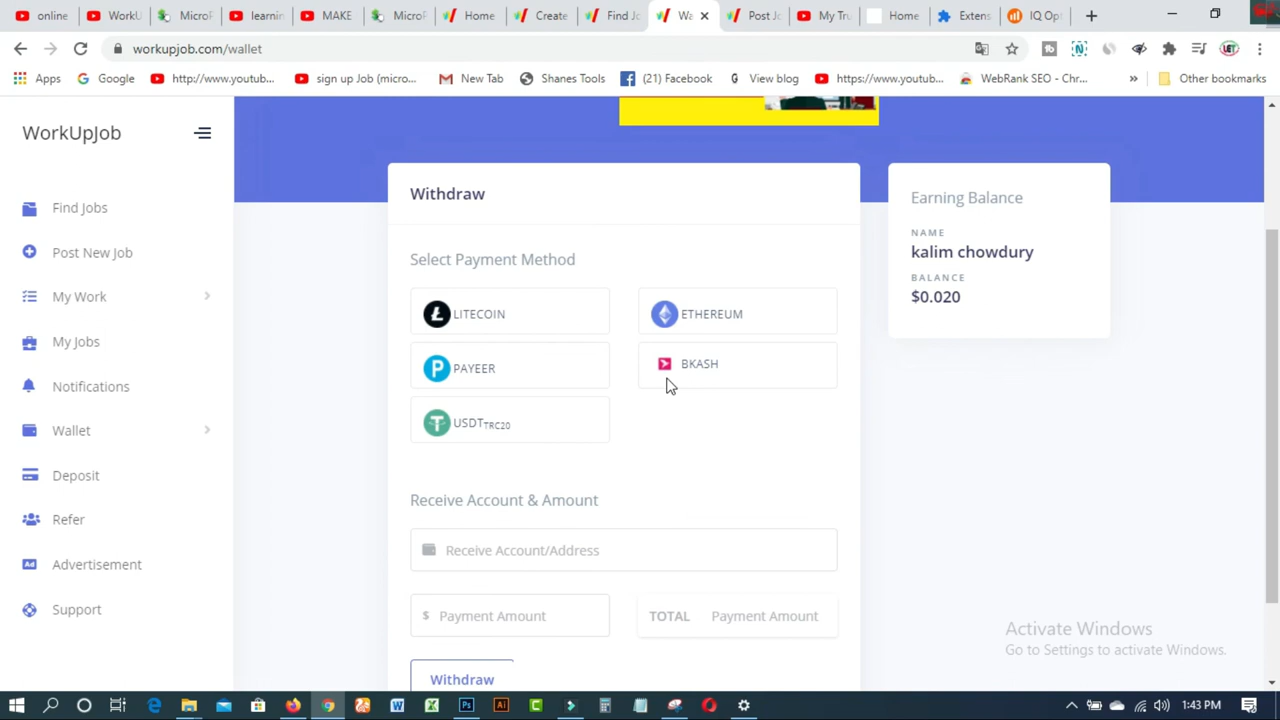 online
WorkU
MicroF
learnin
MAKE
MicroF
Home
Create
Find Jo
Wa
Post Jo
My Tru
Home
Extens
IQ Op
workupjob.com/wallet
Apps
Google
http://www.youtub...
sign up Job (micro...
New Tab
Shanes Tools
(21) Facebook
View blog
https://www.youtub...
WebRank SEO - Chr...
»
Other bookmarks
WorkUpJob
Find Jobs
Post New Job
My Work
My Jobs
Notifications
Wallet
Deposit
Refer
Advertisement
Support
Withdraw
Select Payment Method
LITECOIN
ETHEREUM
PAYEER
BKASH
USDTTRC20
Receive Account & Amount
Receive Account/Address
$ Payment Amount
TOTAL Payment Amount
Withdraw
Earning Balance
NAME
kalim chowdury
BALANCE
$0.020
Activate Windows
Go to Settings to activate Windows.
1:43 PM